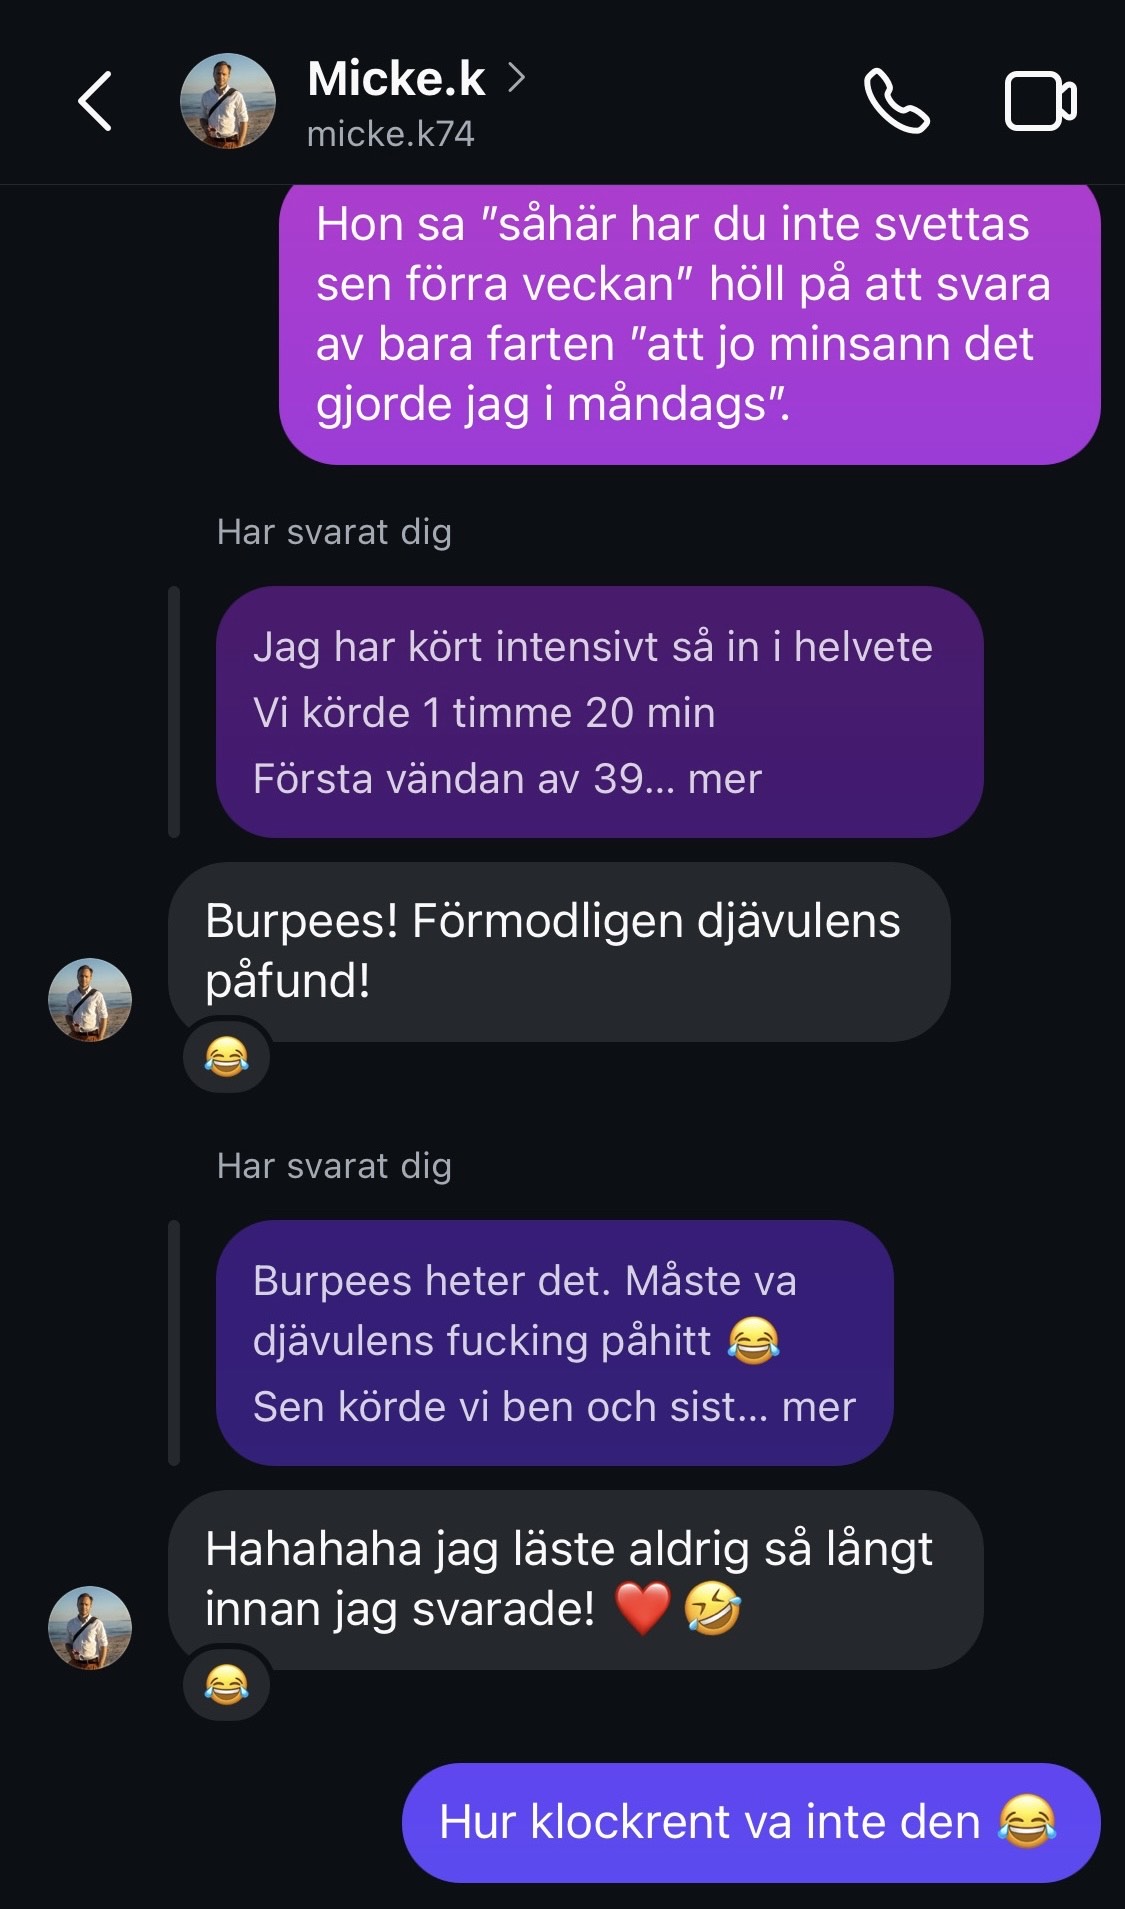 Micke.k
micke.k74
Hon sa ”såhär har du inte svettas
sen förra veckan” höll på att svara
av bara farten ”att jo minsann det
gjorde jag i måndags”.
Har svarat dig
Jag har kört intensivt så in i helvete
Vi körde 1 timme 20 min
Första vändan av 39... mer
Burpees! Förmodligen djävulens
påfund!
😂
Har svarat dig
Burpees heter det. Måste va
djävulens fucking påhitt 😂
Sen körde vi ben och sist... mer
Hahahaha jag läste aldrig så långt
innan jag svarade! ❤️ 🤣
😂
Hur klockrent va inte den 😂